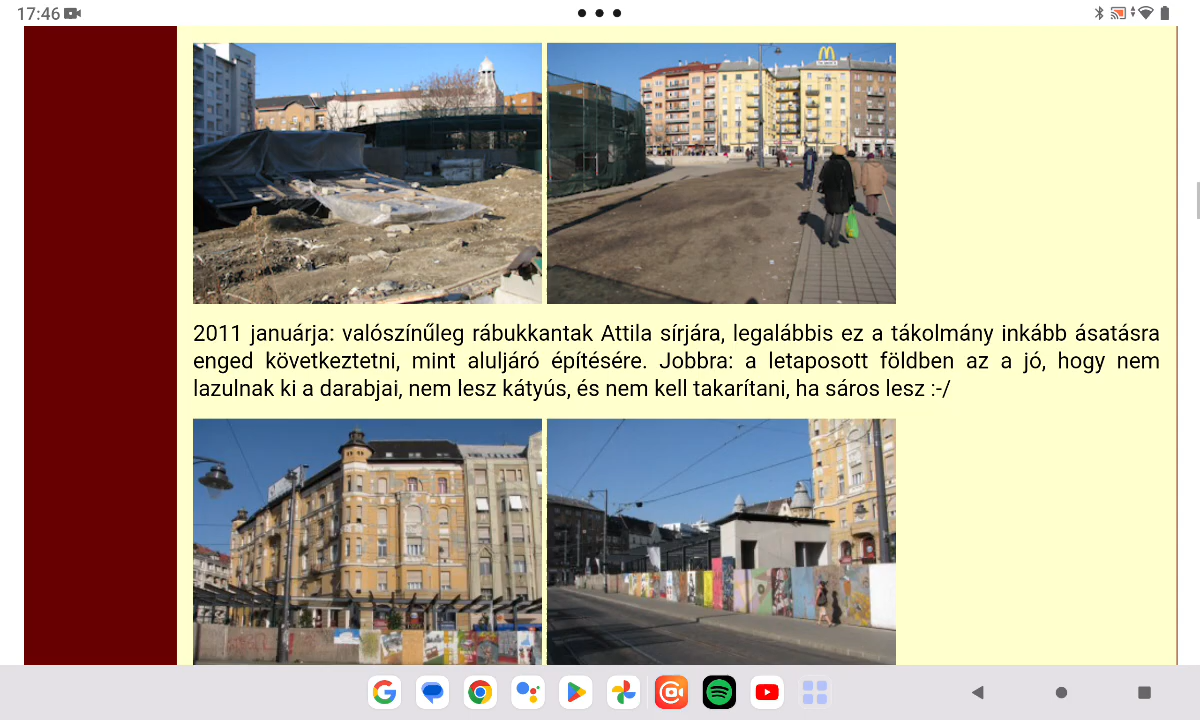 17:46
2011 januárja: valószínűleg rábukkantak Attila sírjára, legalábbis ez a tákolmány inkább ásatásra
enged következtetni, mint aluljáró építésére. Jobbra: a letaposott földben az a jó, hogy nem
lazulnak ki a darabjai, nem lesz kátyús, és nem kell takarítani, ha sáros lesz :-/